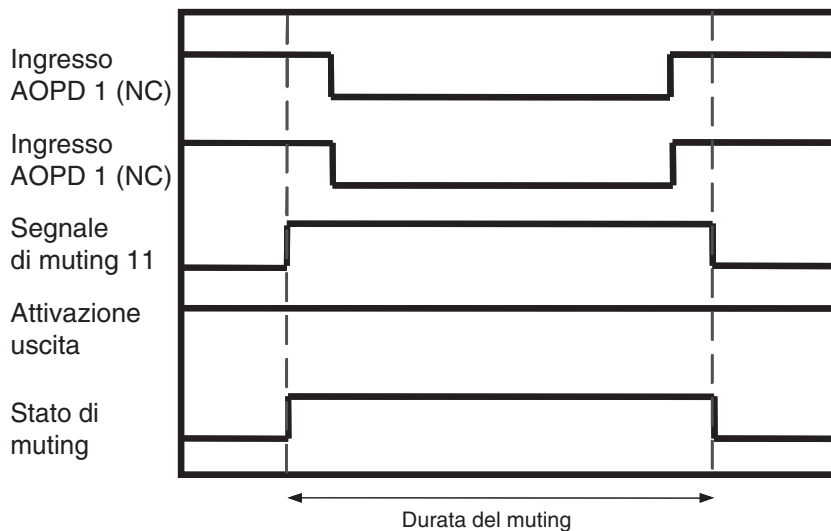 Ingresso
AOPD 1 (NC)
Ingresso
AOPD 1 (NC)
Segnale
di muting 11
Attivazione
uscita
Stato di
muting
Durata del muting